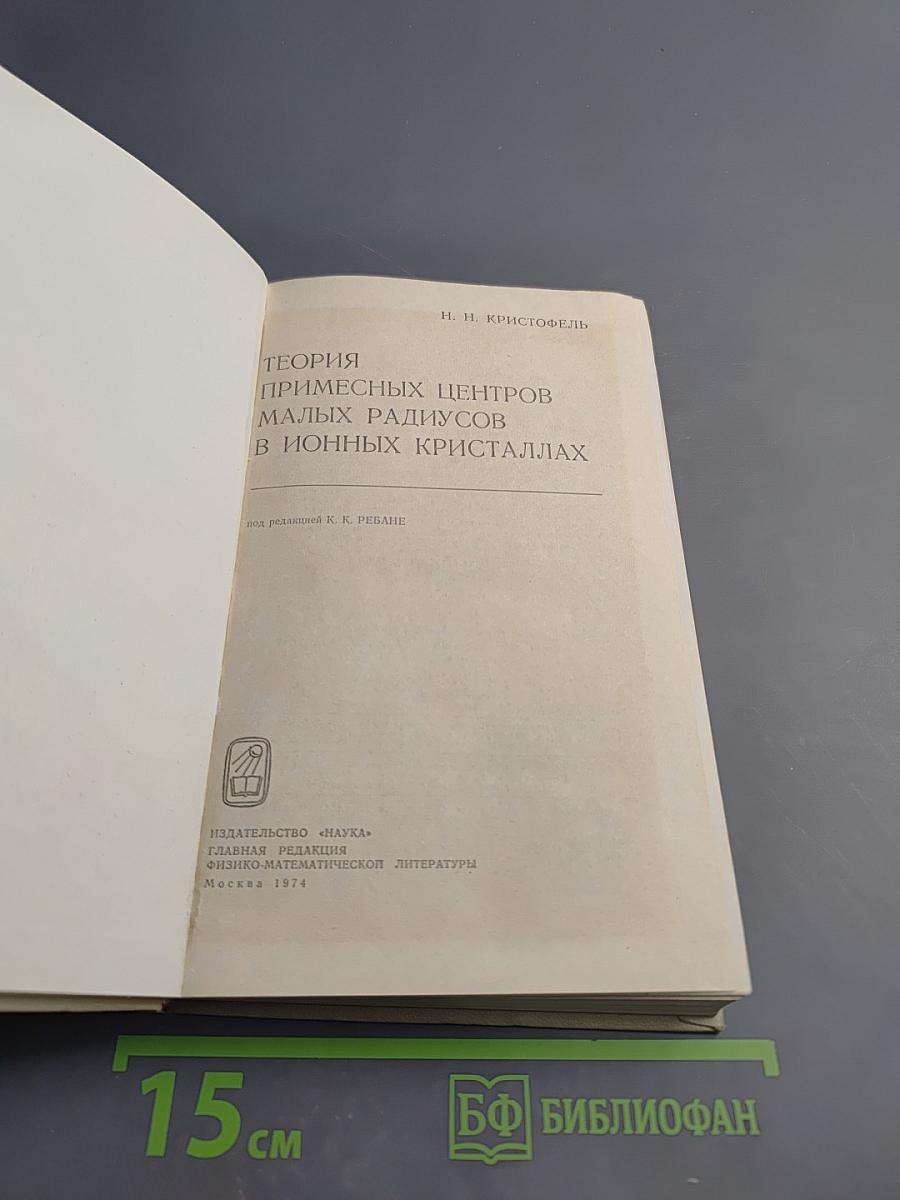 Н. Н. КРИСТОФЕЛЬ
ТЕОРИЯ
ПРИМЕСНЫХ ЦЕНТРОВ
МАЛЫХ РАДИУСОВ
В ИОННЫХ КРИСТАЛЛАХ
под редакцией К. К. РЕБАНЕ
ИЗДАТЕЛЬСТВО «НАУКА»
ГЛАВНАЯ РЕДАКЦИЯ
ФИЗИКО-МАТЕМАТИЧЕСКОЙ ЛИТЕРАТУРЫ
Москва 1974
15 см
БФ БИБЛИОФАН